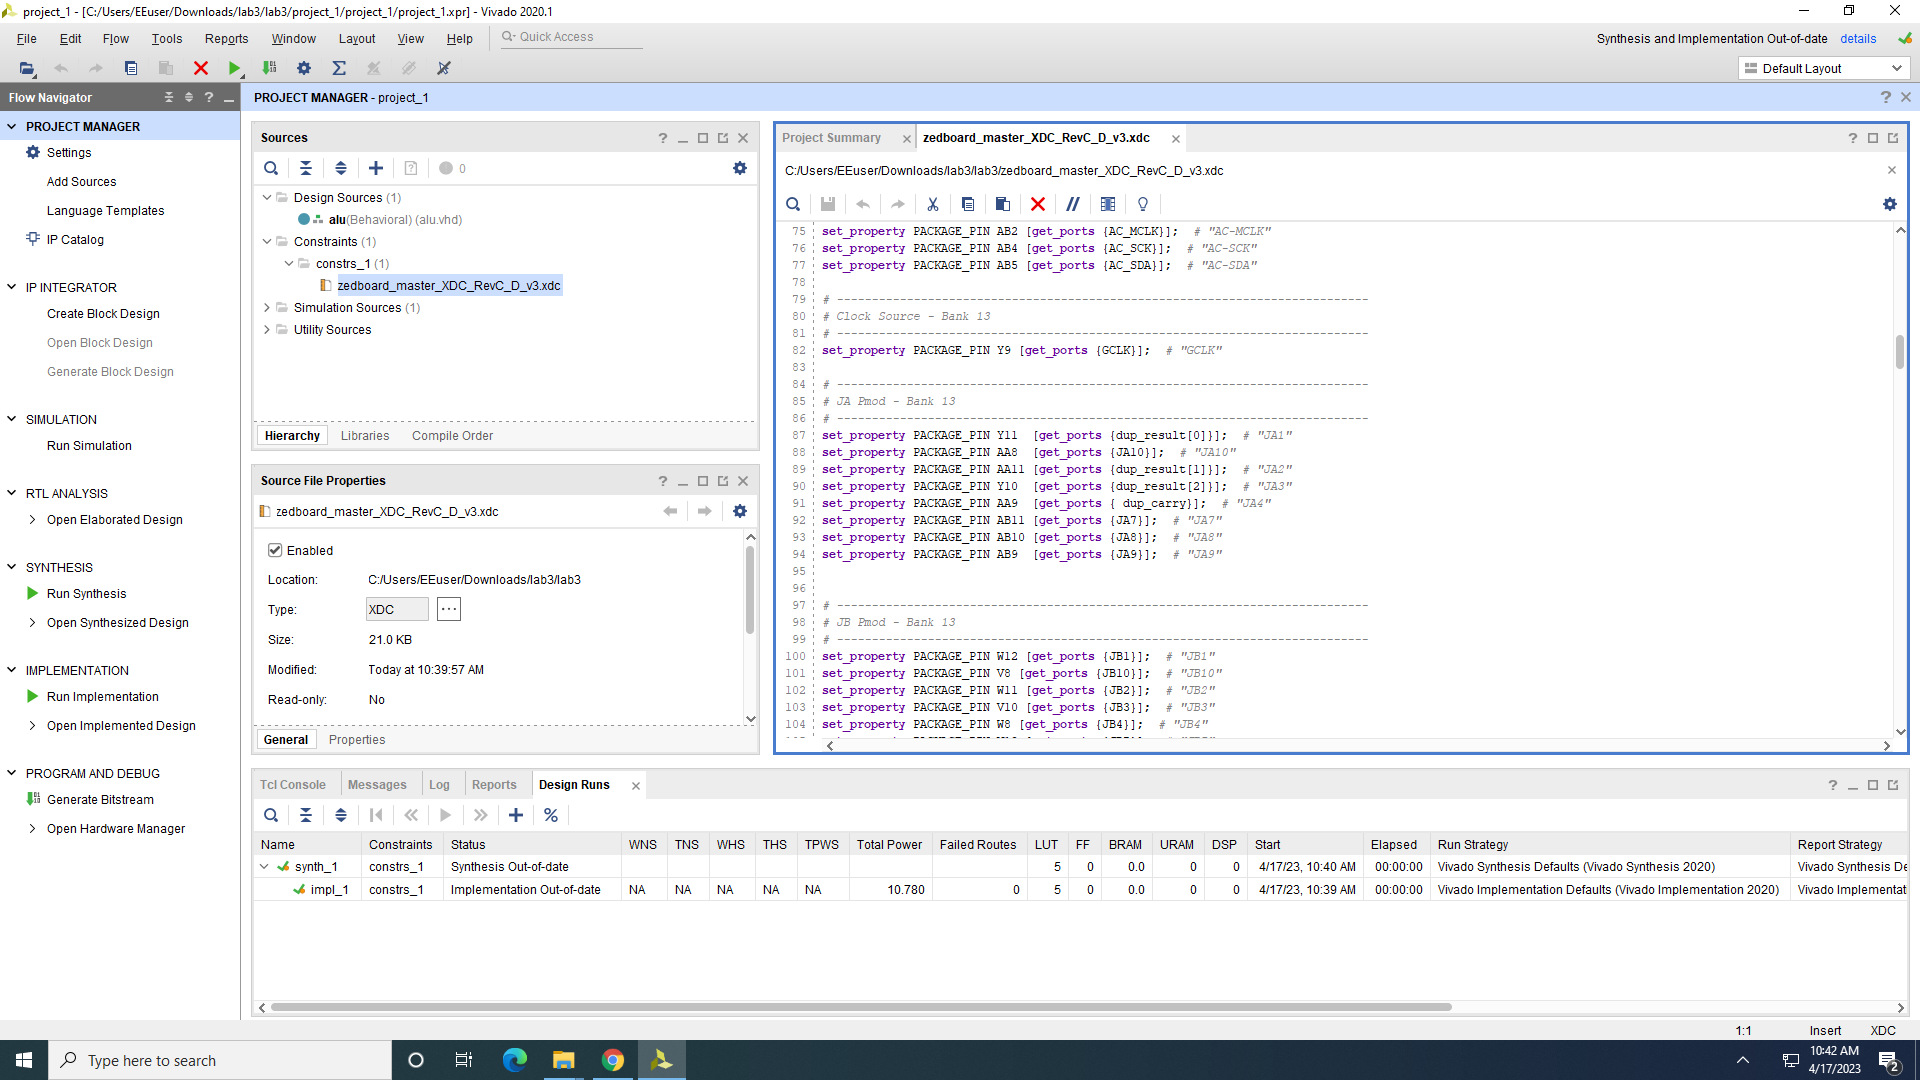 project_1 - [C:/Users/EEuser/Downloads/lab3/lab3/project_1/project_1/project_1.xpr] - Vivado 2020.1
File Edit Flow Tools Reports Window Layout View Help Quick Access
Synthesis and Implementation Out-of-date details
Default Layout
Flow Navigator
PROJECT MANAGER - project_1
PROJECT MANAGER
Settings
Add Sources
Language Templates
IP Catalog
IP INTEGRATOR
Create Block Design
Open Block Design
Generate Block Design
SIMULATION
Run Simulation
RTL ANALYSIS
Open Elaborated Design
SYNTHESIS
Run Synthesis
Open Synthesized Design
IMPLEMENTATION
Run Implementation
Open Implemented Design
PROGRAM AND DEBUG
Generate Bitstream
Open Hardware Manager
Sources
0
Design Sources (1)
alu(Behavioral) (alu.vhd)
Constraints (1)
constrs_1 (1)
zedboard_master_XDC_RevC_D_v3.xdc
Simulation Sources (1)
Utility Sources
Hierarchy Libraries Compile Order
Source File Properties
zedboard_master_XDC_RevC_D_v3.xdc
Enabled
Location: C:/Users/EEuser/Downloads/lab3/lab3
Type: XDC
Size: 21.0 KB
Modified: Today at 10:39:57 AM
Read-only: No
General Properties
Project Summary zedboard_master_XDC_RevC_D_v3.xdc
C:/Users/EEuser/Downloads/lab3/lab3/zedboard_master_XDC_RevC_D_v3.xdc
75 set_property PACKAGE_PIN AB2 [get_ports {AC_MCLK}];  # "AC-MCLK"
76 set_property PACKAGE_PIN AB4 [get_ports {AC_SCK}];  # "AC-SCK"
77 set_property PACKAGE_PIN AB5 [get_ports {AC_SDA}];  # "AC-SDA"
78
79 # ----------------------------------------------------------------------------
80 # Clock Source - Bank 13
81 # ----------------------------------------------------------------------------
82 set_property PACKAGE_PIN Y9 [get_ports {GCLK}];  # "GCLK"
83
84 # ----------------------------------------------------------------------------
85 # JA Pmod - Bank 13
86 # ----------------------------------------------------------------------------
87 set_property PACKAGE_PIN Y11  [get_ports {dup_result[0]}];  # "JA1"
88 set_property PACKAGE_PIN AA8  [get_ports {JA10}];  # "JA10"
89 set_property PACKAGE_PIN AA11 [get_ports {dup_result[1]}];  # "JA2"
90 set_property PACKAGE_PIN Y10  [get_ports {dup_result[2]}];  # "JA3"
91 set_property PACKAGE_PIN AA9  [get_ports { dup_carry}];  # "JA4"
92 set_property PACKAGE_PIN AB11 [get_ports {JA7}];  # "JA7"
93 set_property PACKAGE_PIN AB10 [get_ports {JA8}];  # "JA8"
94 set_property PACKAGE_PIN AB9  [get_ports {JA9}];  # "JA9"
95
96
97 # ----------------------------------------------------------------------------
98 # JB Pmod - Bank 13
99 # ----------------------------------------------------------------------------
100 set_property PACKAGE_PIN W12 [get_ports {JB1}];  # "JB1"
101 set_property PACKAGE_PIN V8 [get_ports {JB10}];  # "JB10"
102 set_property PACKAGE_PIN W11 [get_ports {JB2}];  # "JB2"
103 set_property PACKAGE_PIN V10 [get_ports {JB3}];  # "JB3"
104 set_property PACKAGE_PIN W8 [get_ports {JB4}];  # "JB4"
Tcl Console Messages Log Reports Design Runs
Name Constraints Status WNS TNS WHS THS TPWS Total Power Failed Routes LUT FF BRAM URAM DSP Start Elapsed Run Strategy Report Strategy
synth_1 constrs_1 Synthesis Out-of-date 5 0 0.0 0 0 4/17/23, 10:40 AM 00:00:00 Vivado Synthesis Defaults (Vivado Synthesis 2020) Vivado Synthesis De
impl_1 constrs_1 Implementation Out-of-date NA NA NA NA NA 10.780 0 5 0 0.0 0 0 4/17/23, 10:39 AM 00:00:00 Vivado Implementation Defaults (Vivado Implementation 2020) Vivado Implementat
1:1 Insert XDC
Type here to search
10:42 AM
4/17/2023
2